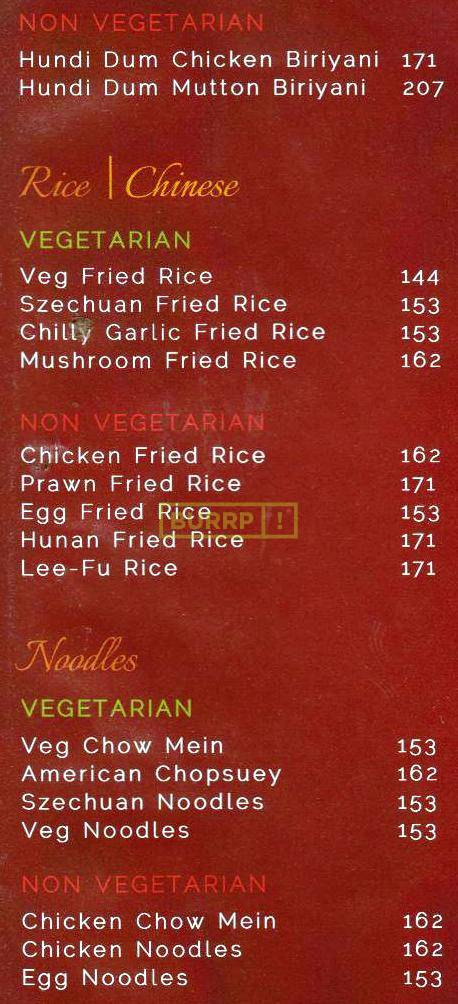 NON VEGETARIAN
Hundi Dum Chicken Biriyani 171
Hundi Dum Mutton Biriyani 207
Rice | Chinese
VEGETARIAN
Veg Fried Rice 144
Szechuan Fried Rice 153
Chilly Garlic Fried Rice 153
Mushroom Fried Rice 162
NON VEGETARIAN
Chicken Fried Rice 162
Prawn Fried Rice 171
Egg Fried Rice 153
BURRP!
Hunan Fried Rice 171
Lee-Fu Rice 171
Noodles
VEGETARIAN
Veg Chow Mein 153
American Chopsuey 162
Szechuan Noodles 153
Veg Noodles 153
NON VEGETARIAN
Chicken Chow Mein 162
Chicken Noodles 162
Egg Noodles 153